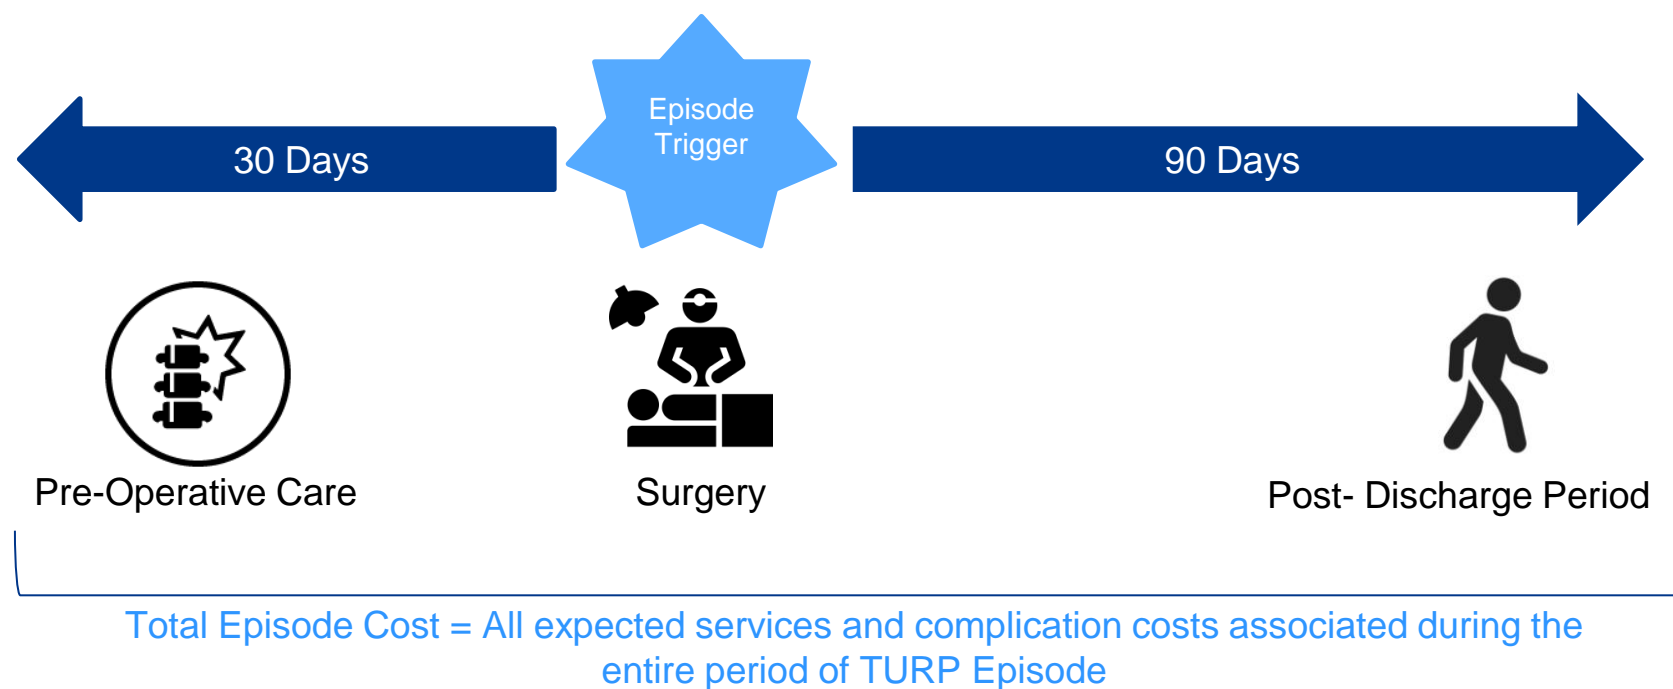 Episode
Trigger
30 Days
90 Days
Pre-Operative Care
Surgery
Post- Discharge Period
Total Episode Cost = All expected services and complication costs associated during the
entire period of TURP Episode